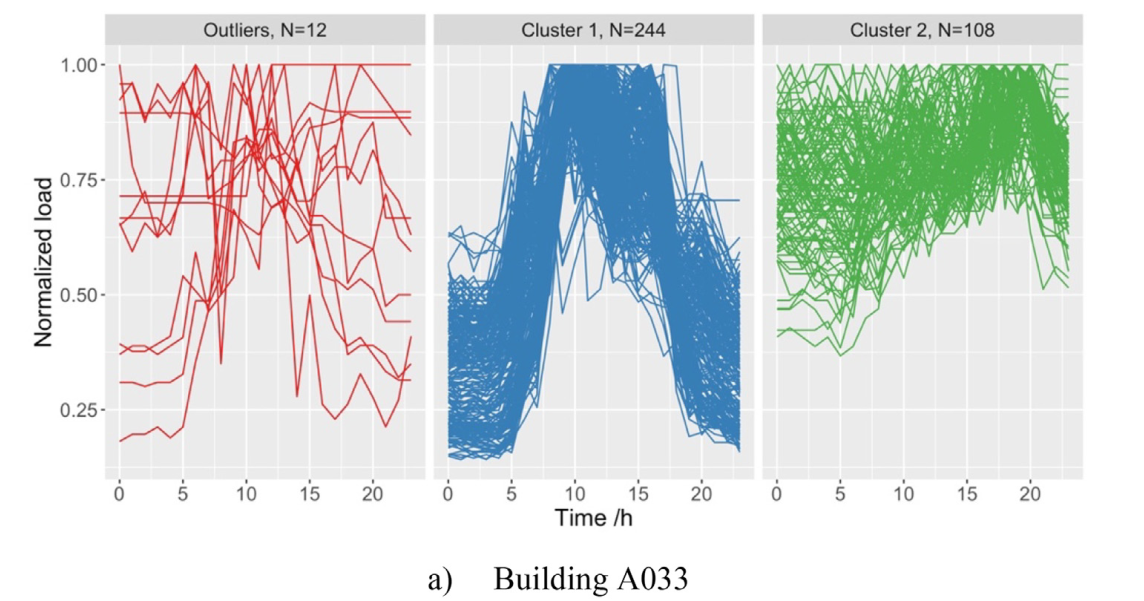 Outliers, N=12
Cluster 1, N=244
Cluster 2, N=108
Normalized load
1.00
0.75
0.50
0.25
0 5 10 15 20
0 5 10 15 20
0 5 10 15 20
Time /h
a) Building A033